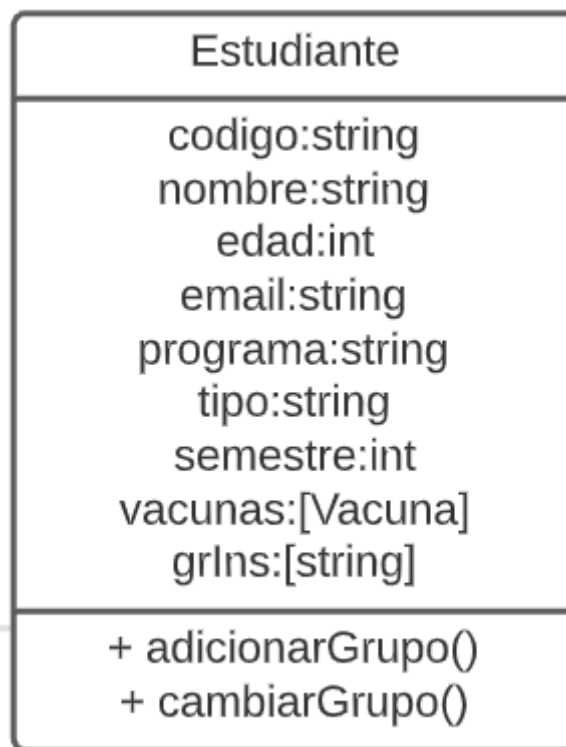 Estudiante
codigo:string
nombre:string
edad:int
email:string
programa:string
tipo:string
semestre:int
vacunas:[Vacuna]
grIns:[string]
+ adicionarGrupo()
+ cambiarGrupo()